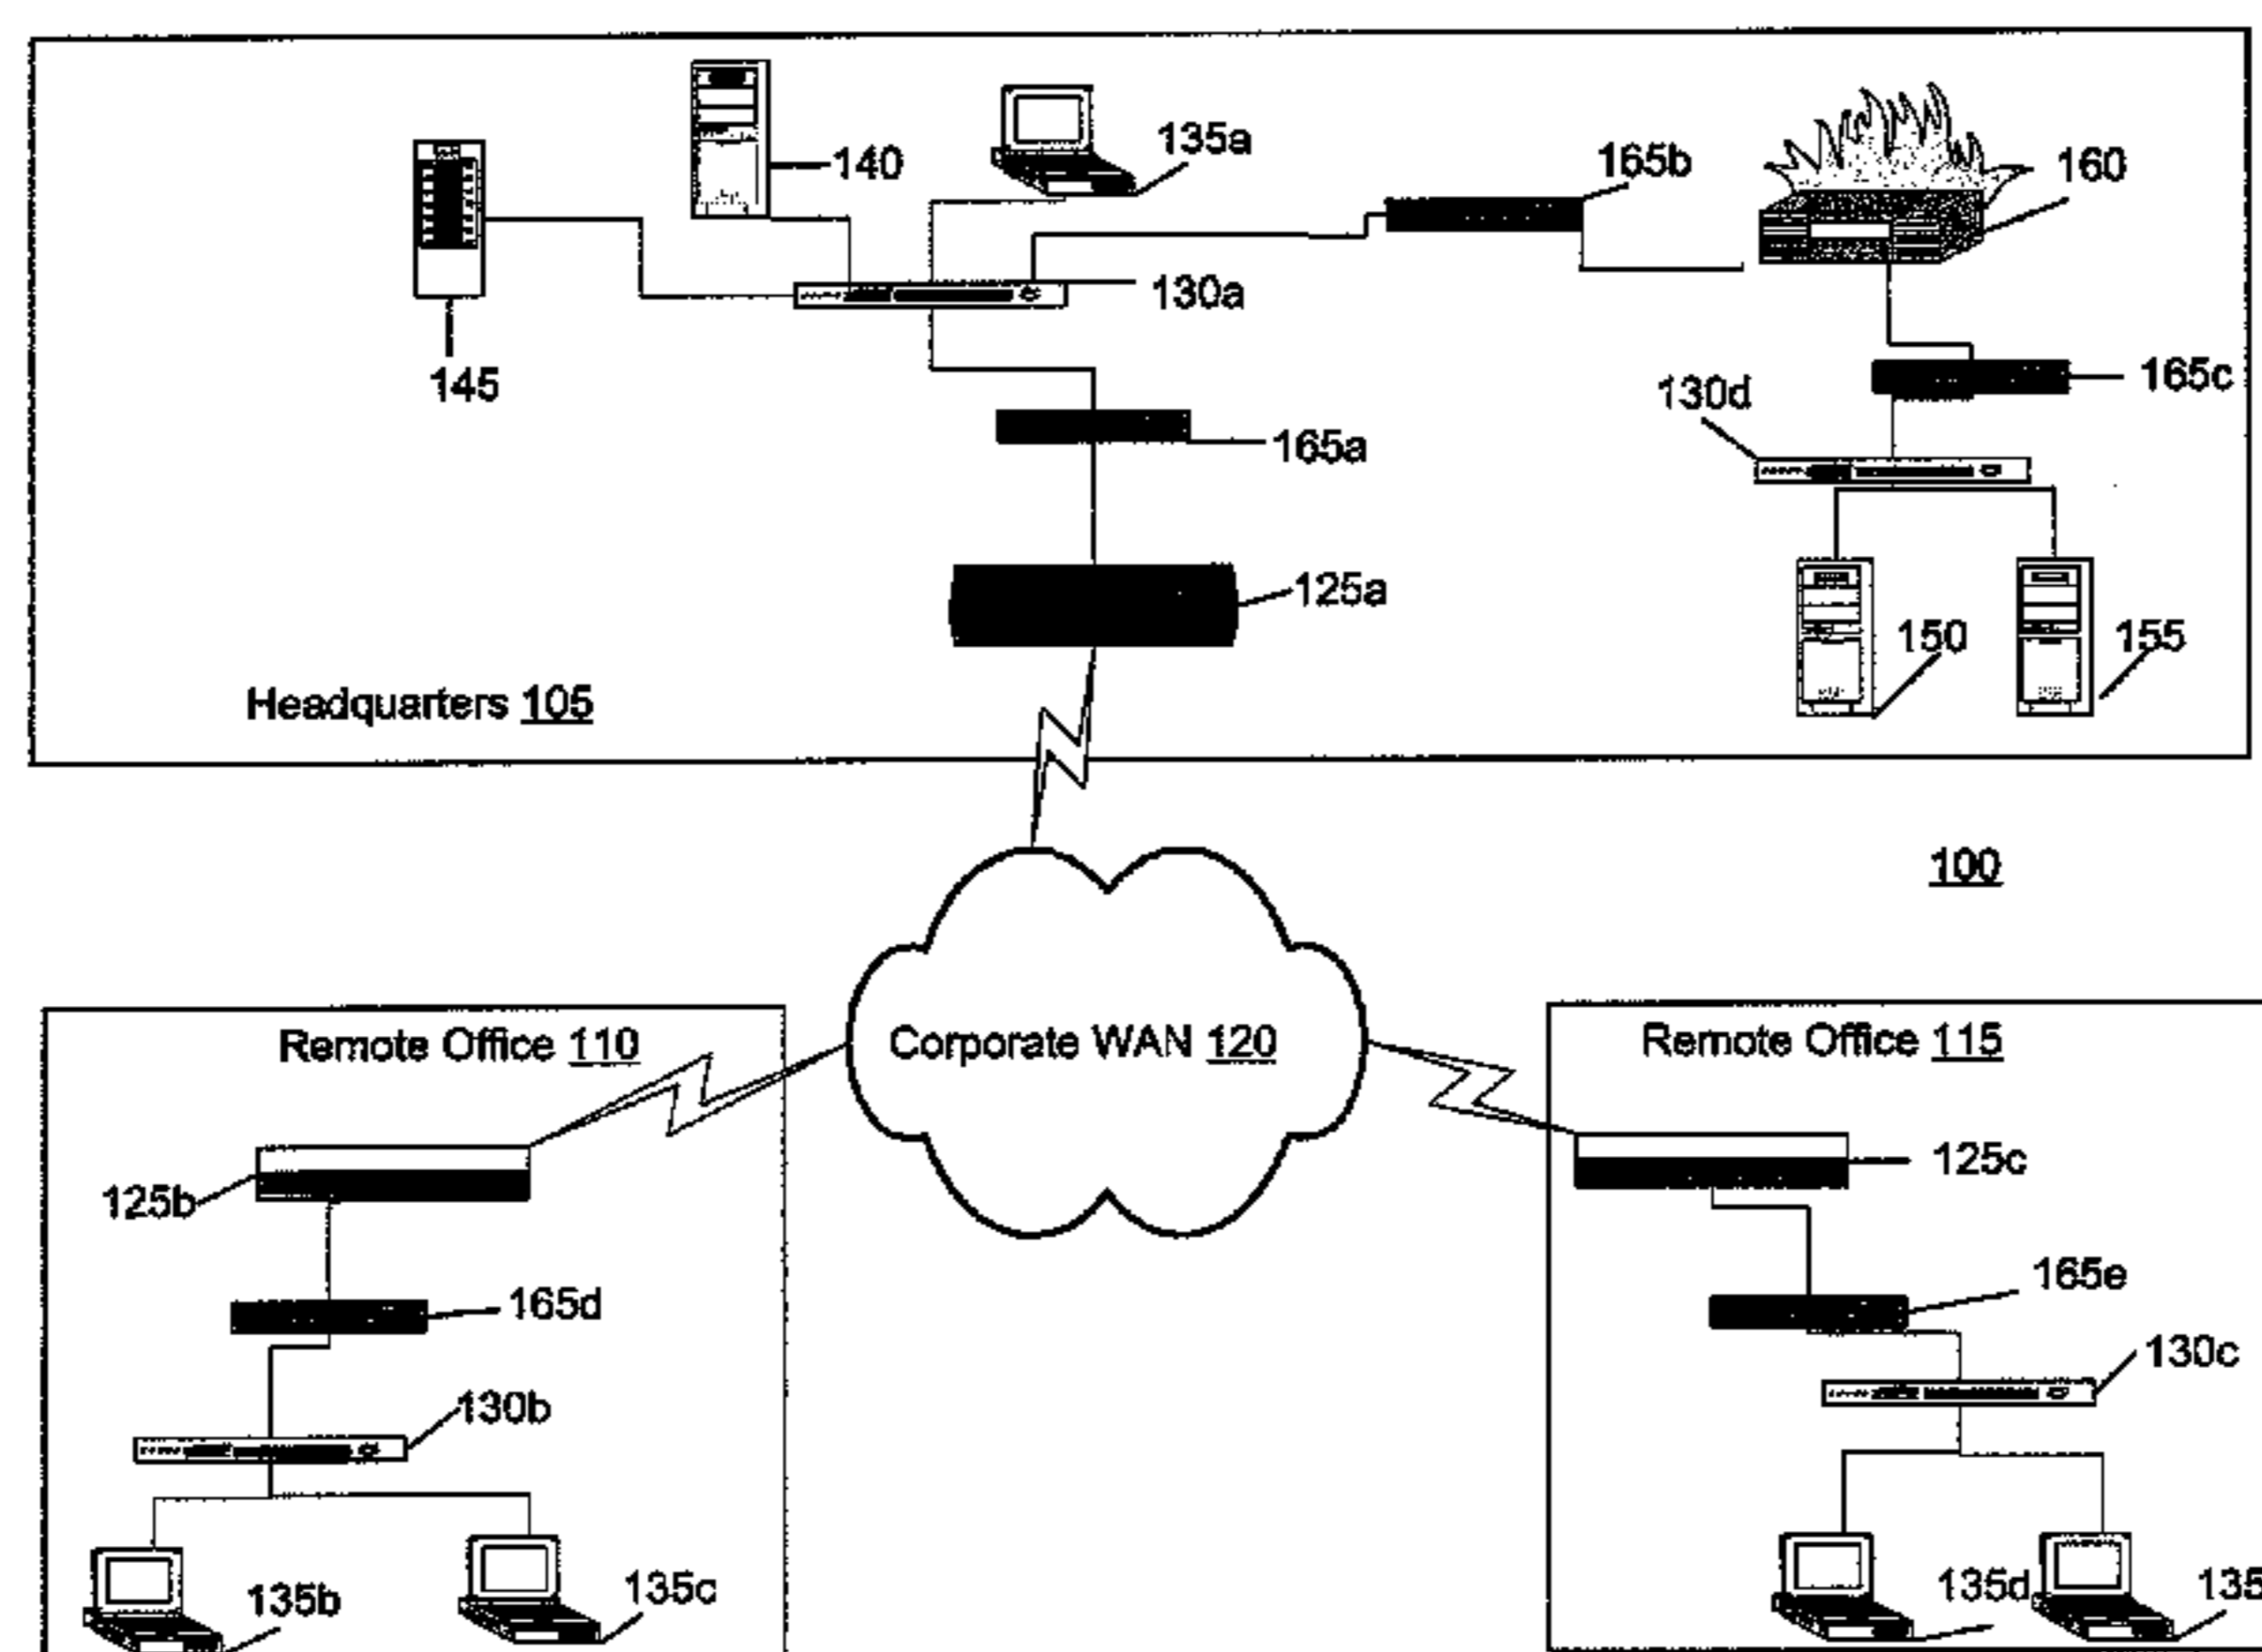 140
135a
165b
160
130a
145
165c
130d
165a
125a
150
155
Headquarters 105
100
Remote Office 110
Corporate WAN 120
Remote Office 115
125b
125c
165d
165e
130c
130b
135b
135c
135d
135